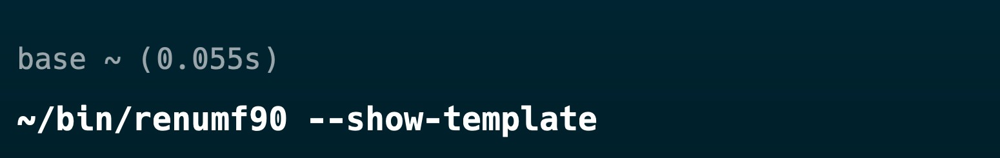 base ~ (0.055s)
~/bin/renumf90 --show-template